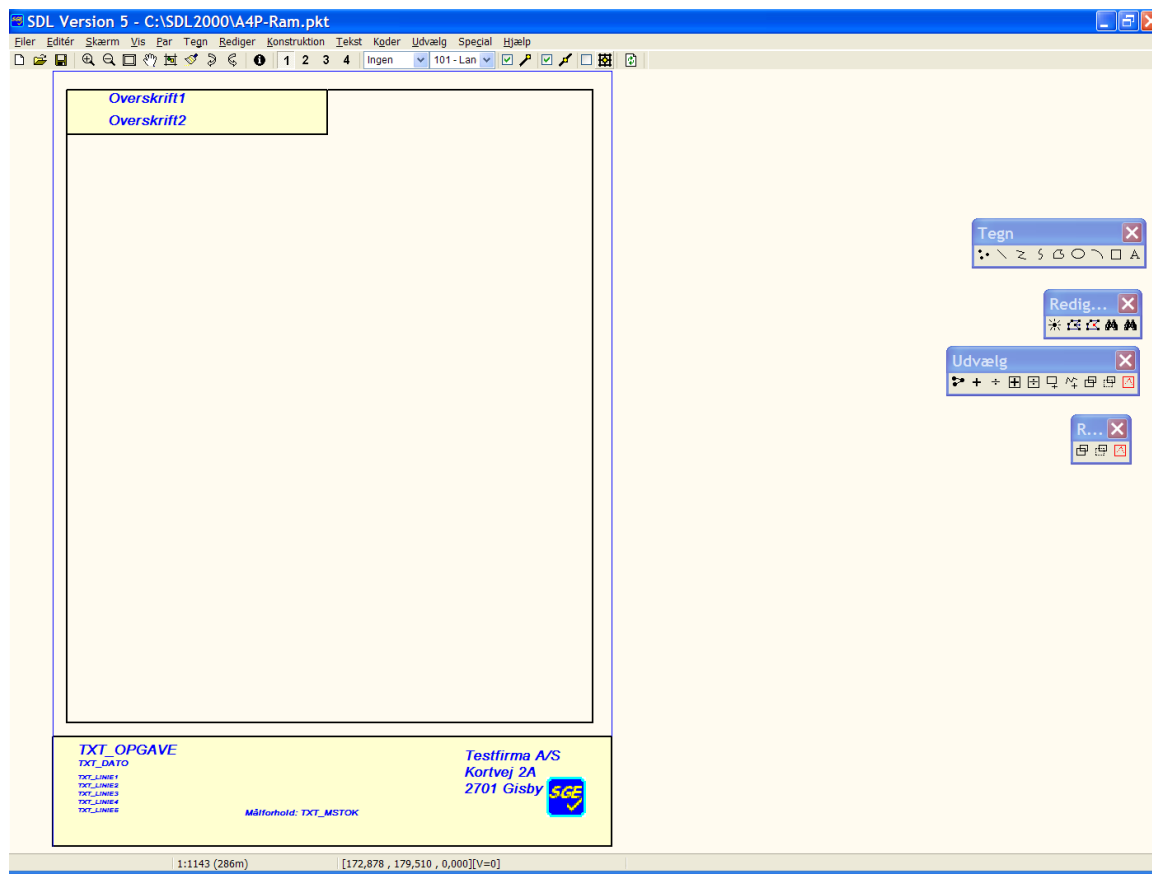 SDL Version 5 - C:\SDL2000\A4P-Ram.pkt
Filer Editér Skærm Vis Par Tegn Rediger Konstruktion Tekst Koder Udvælg Special Hjælp
1 2 3 4 Ingen 101 - Lan
Overskrift1
Overskrift2
Tegn
A
Redig...
Udvælg
R...
TXT_OPGAVE
TXT_DATO
TXT_LINIE1
TXT_LINIE2
TXT_LINIE3
TXT_LINIE4
TXT_LINIE5
Målforhold: TXT_MSTOK
Testfirma A/S
Kortvej 2A
2701 Gisby
SGE
1:1143 (286m) [172,878 , 179,510 , 0,000][V=0]